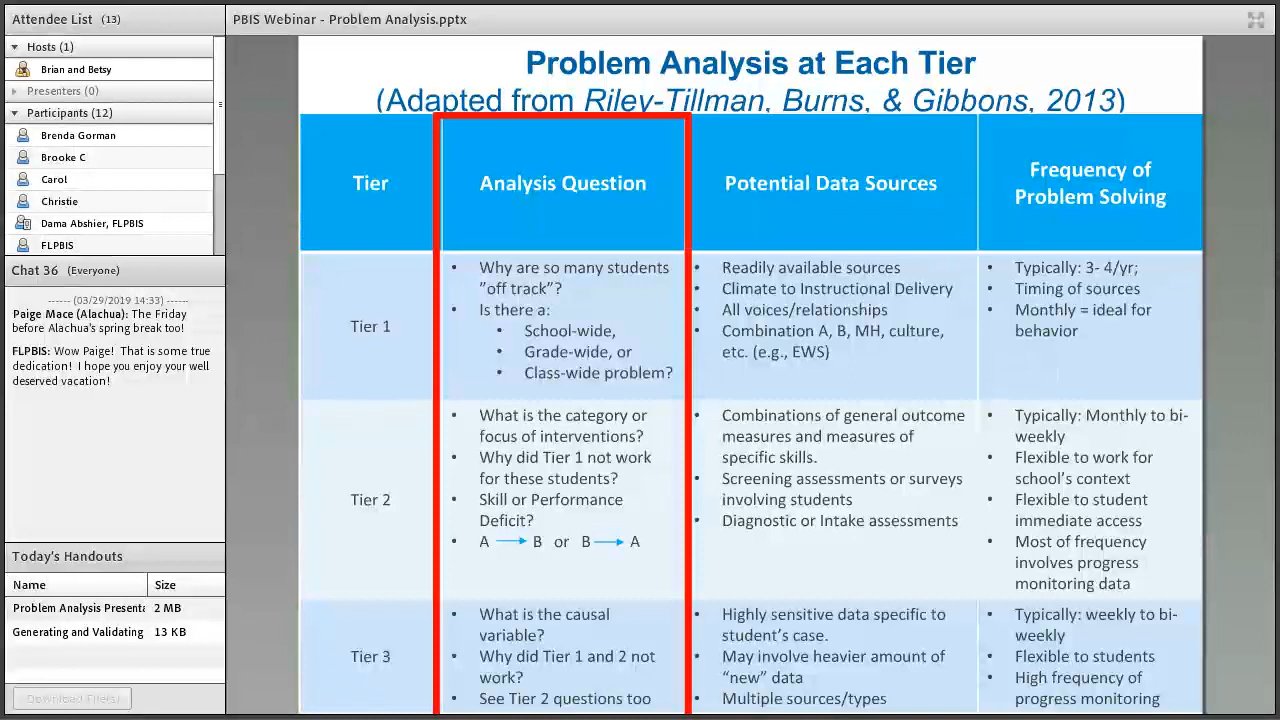 Attendee List (13)
Hosts (1)
Brian and Betsy
Presenters (0)
Participants (12)
Brenda Gorman
Brooke C
Carol
Christie
Dama Abshier, FLPBIS
FLPBIS
Chat 36 (Everyone)
------ (03/29/2019 14:33) ------
Paige Mace (Alachua): The Friday
before Alachua's spring break too!
FLPBIS: Wow Paige! That is some true
dedication! I hope you enjoy your well
deserved vacation!
Today's Handouts
Name Size
Problem Analysis Presenta 2 MB
Generating and Validating 13 KB
Download File(s)
PBIS Webinar - Problem Analysis.pptx
Problem Analysis at Each Tier
(Adapted from Riley-Tillman, Burns, & Gibbons, 2013)
Tier
Analysis Question
Potential Data Sources
Frequency of
Problem Solving
Tier 1
• Why are so many students
"off track"?
• Is there a:
• School-wide,
• Grade-wide, or
• Class-wide problem?
• Readily available sources
• Climate to Instructional Delivery
• All voices/relationships
• Combination A, B, MH, culture,
etc. (e.g., EWS)
• Typically: 3- 4/yr;
• Timing of sources
• Monthly = ideal for
behavior
Tier 2
• What is the category or
focus of interventions?
• Why did Tier 1 not work
for these students?
• Skill or Performance
Deficit?
• A → B or B → A
• Combinations of general outcome
measures and measures of
specific skills.
• Screening assessments or surveys
involving students
• Diagnostic or Intake assessments
• Typically: Monthly to bi-
weekly
• Flexible to work for
school's context
• Flexible to student
immediate access
• Most of frequency
involves progress
monitoring data
Tier 3
• What is the causal
variable?
• Why did Tier 1 and 2 not
work?
• See Tier 2 questions too
• Highly sensitive data specific to
student's case.
• May involve heavier amount of
"new" data
• Multiple sources/types
• Typically: weekly to bi-
weekly
• Flexible to students
• High frequency of
progress monitoring